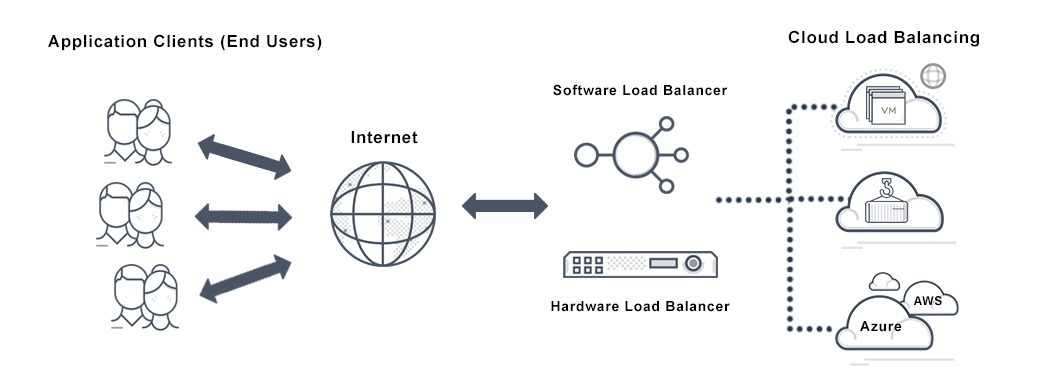 Application Clients (End Users)
Cloud Load Balancing
Software Load Balancer
VM
Internet
Hardware Load Balancer
AWS
Azure